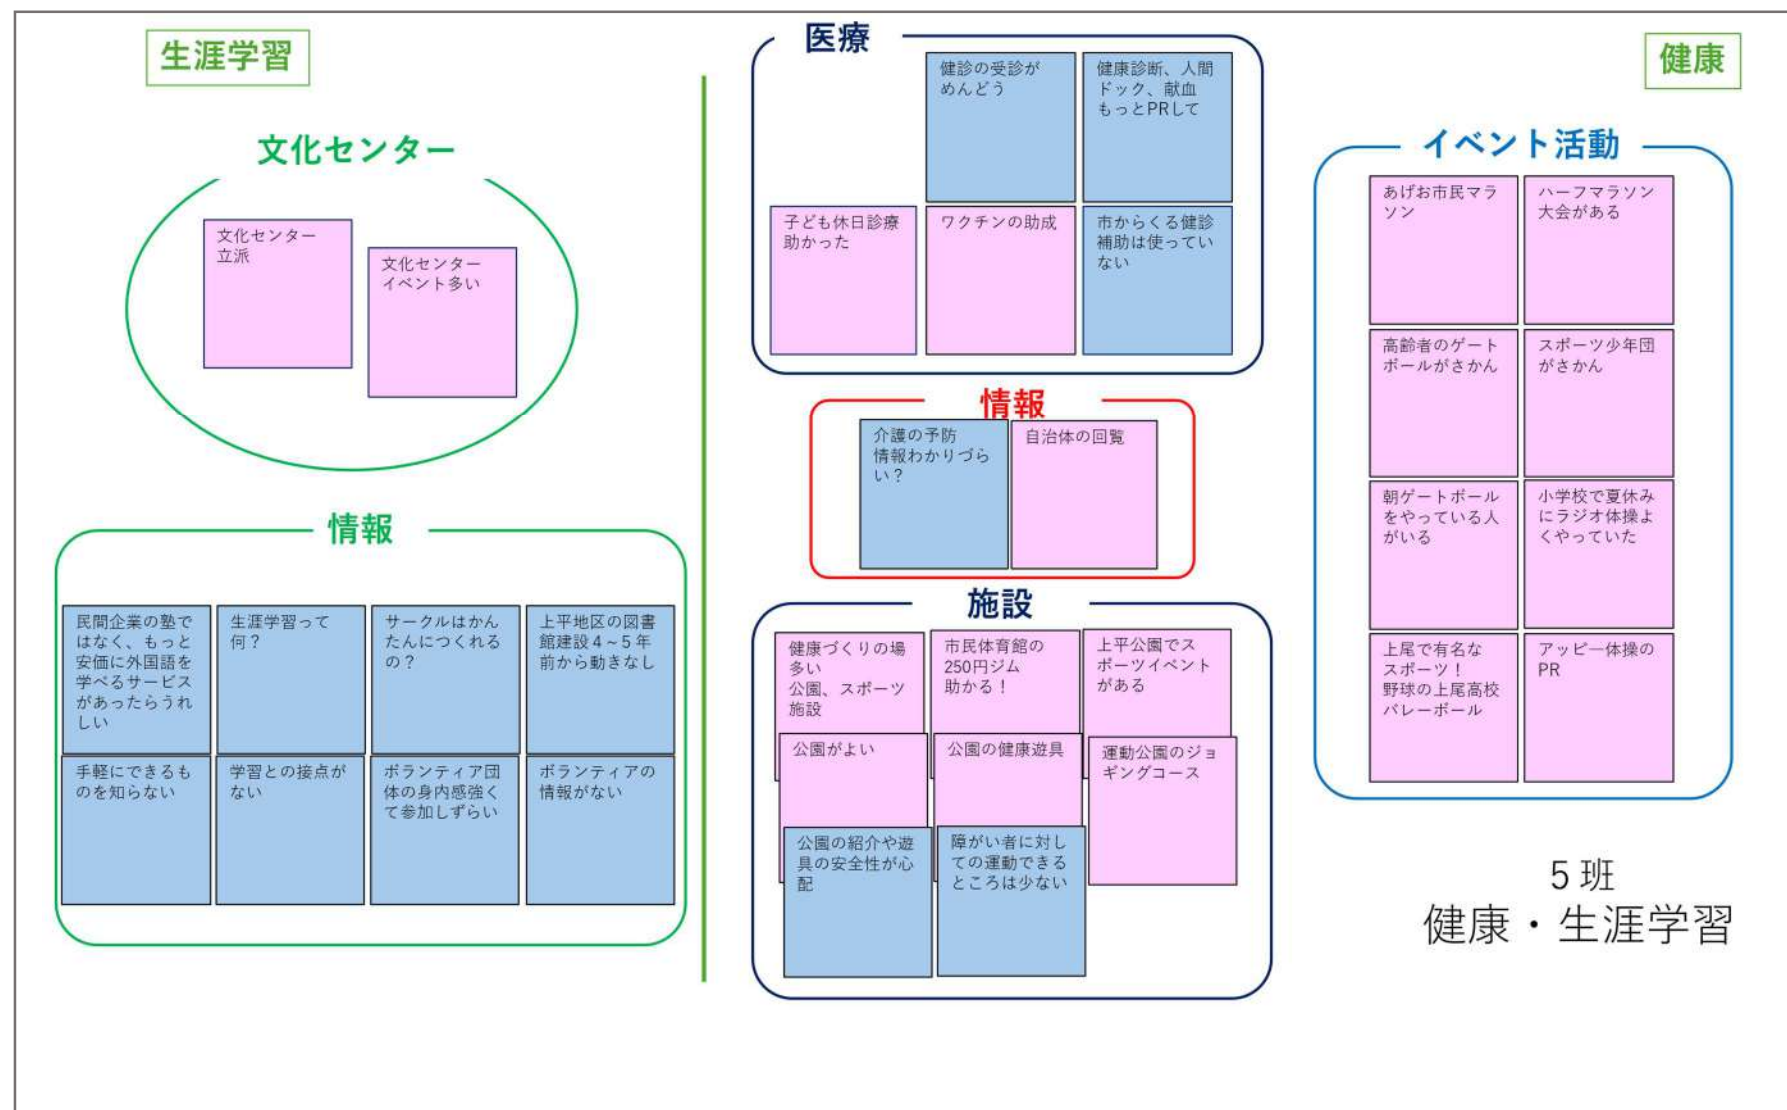 生涯学習
文化センター
文化センター
立派
文化センター
イベント多い
情報
民間企業の塾で
はなく、もっと
安価に外国語を
学べるサービス
があったらうれ
しい
生涯学習って
何？
サークルはかん
たんにつくれる
の？
上平地区の図書
館建設４～５年
前から動きなし
手軽にできるも
のを知らない
学習との接点が
ない
ボランティア団
体の身内感強く
て参加しずらい
ボランティアの
情報がない
医療
健診の受診が
めんどう
健康診断、人間
ドック、献血
もっとPRして
子ども休日診療
助かった
ワクチンの助成
市からくる健診
補助は使ってい
ない
情報
介護の予防
情報わかりづら
い？
自治体の回覧
施設
健康づくりの場
多い
公園、スポーツ
施設
市民体育館の
250円ジム
助かる！
上平公園でス
ポーツイベント
がある
公園がよい
公園の健康遊具
運動公園のジョ
ギングコース
公園の紹介や遊
具の安全性が心
配
障がい者に対し
ての運動できる
ところは少ない
健康
イベント活動
あげお市民マラ
ソン
ハーフマラソン
大会がある
高齢者のゲート
ボールがさかん
スポーツ少年団
がさかん
朝ゲートボール
をやっている人
がいる
小学校で夏休み
にラジオ体操よ
くやっていた
上尾で有名な
スポーツ！
野球の上尾高校
バレーボール
アッピー体操の
PR
５班
健康・生涯学習